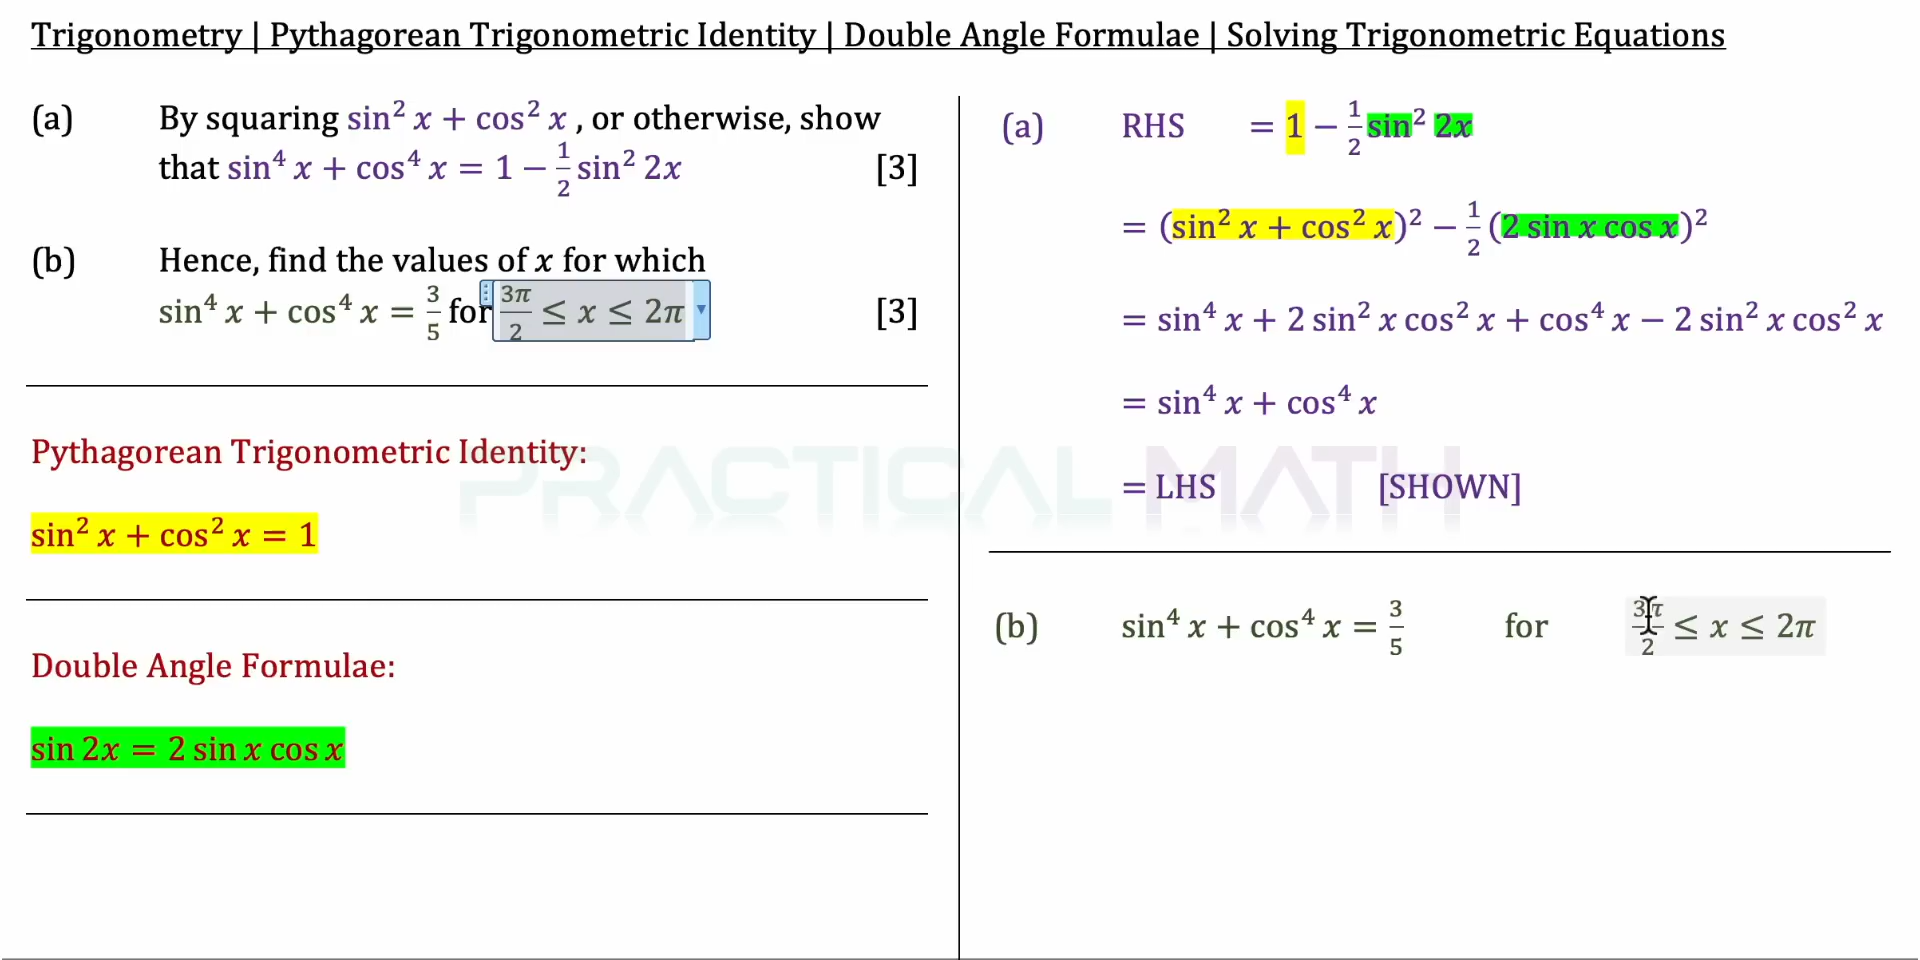 Trigonometry | Pythagorean Trigonometric Identity | Double Angle Formulae | Solving Trigonometric Equations
(a) By squaring sin² x + cos² x , or otherwise, show
that sin⁴ x + cos⁴ x = 1 − 1/2 sin² 2x [3]
(b) Hence, find the values of x for which
sin⁴ x + cos⁴ x = 3/5 for 3π/2 ≤ x ≤ 2π [3]
Pythagorean Trigonometric Identity:
sin² x + cos² x = 1
Double Angle Formulae:
sin 2x = 2 sin x cos x
(a) RHS = 1 − 1/2 sin² 2x
= (sin² x + cos² x)² − 1/2 (2 sin x cos x)²
= sin⁴ x + 2 sin² x cos² x + cos⁴ x − 2 sin² x cos² x
= sin⁴ x + cos⁴ x
= LHS [SHOWN]
(b) sin⁴ x + cos⁴ x = 3/5 for 3π/2 ≤ x ≤ 2π
PRACTICAL MATH